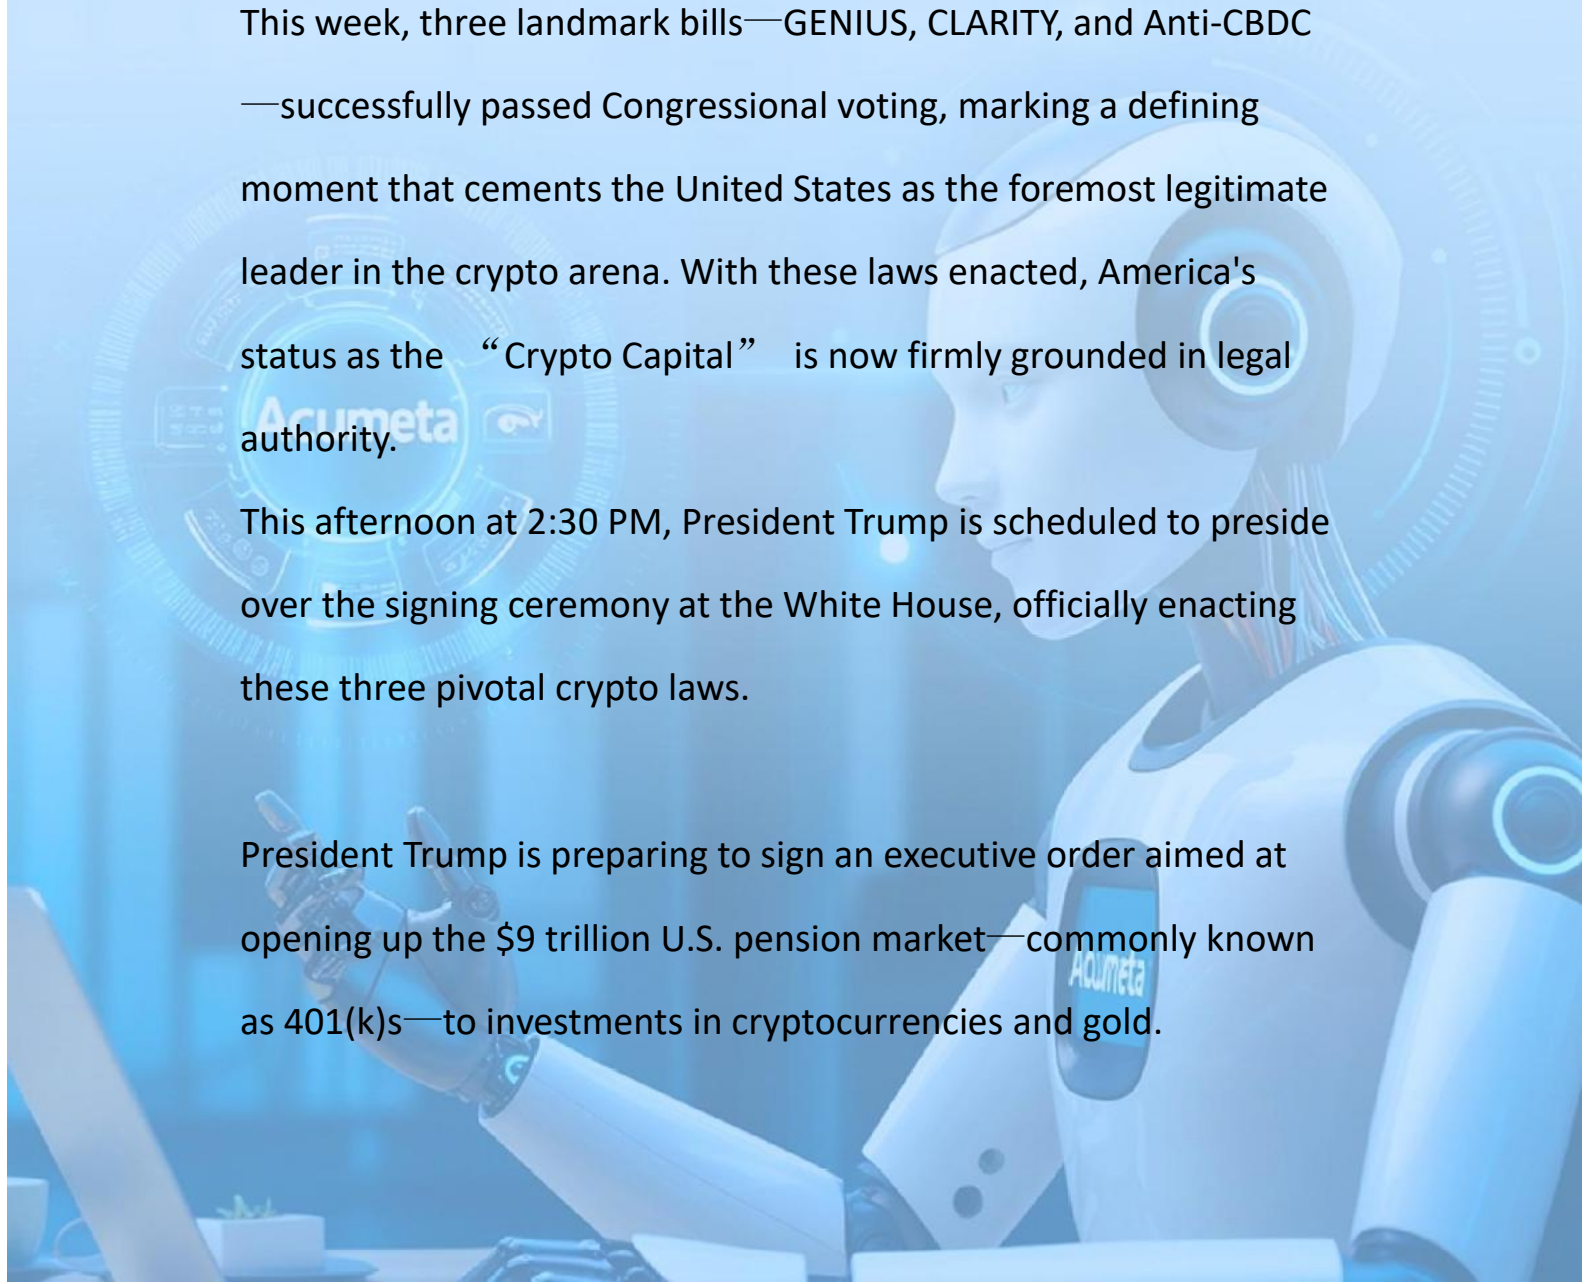 This week, three landmark bills—GENIUS, CLARITY, and Anti-CBDC
—successfully passed Congressional voting, marking a defining
moment that cements the United States as the foremost legitimate
leader in the crypto arena. With these laws enacted, America's
status as the “Crypto Capital” is now firmly grounded in legal
Acumeta
authority.
This afternoon at 2:30 PM, President Trump is scheduled to preside
over the signing ceremony at the White House, officially enacting
these three pivotal crypto laws.
President Trump is preparing to sign an executive order aimed at
opening up the $9 trillion U.S. pension market—commonly known
Acumeta
as 401(k)s—to investments in cryptocurrencies and gold.